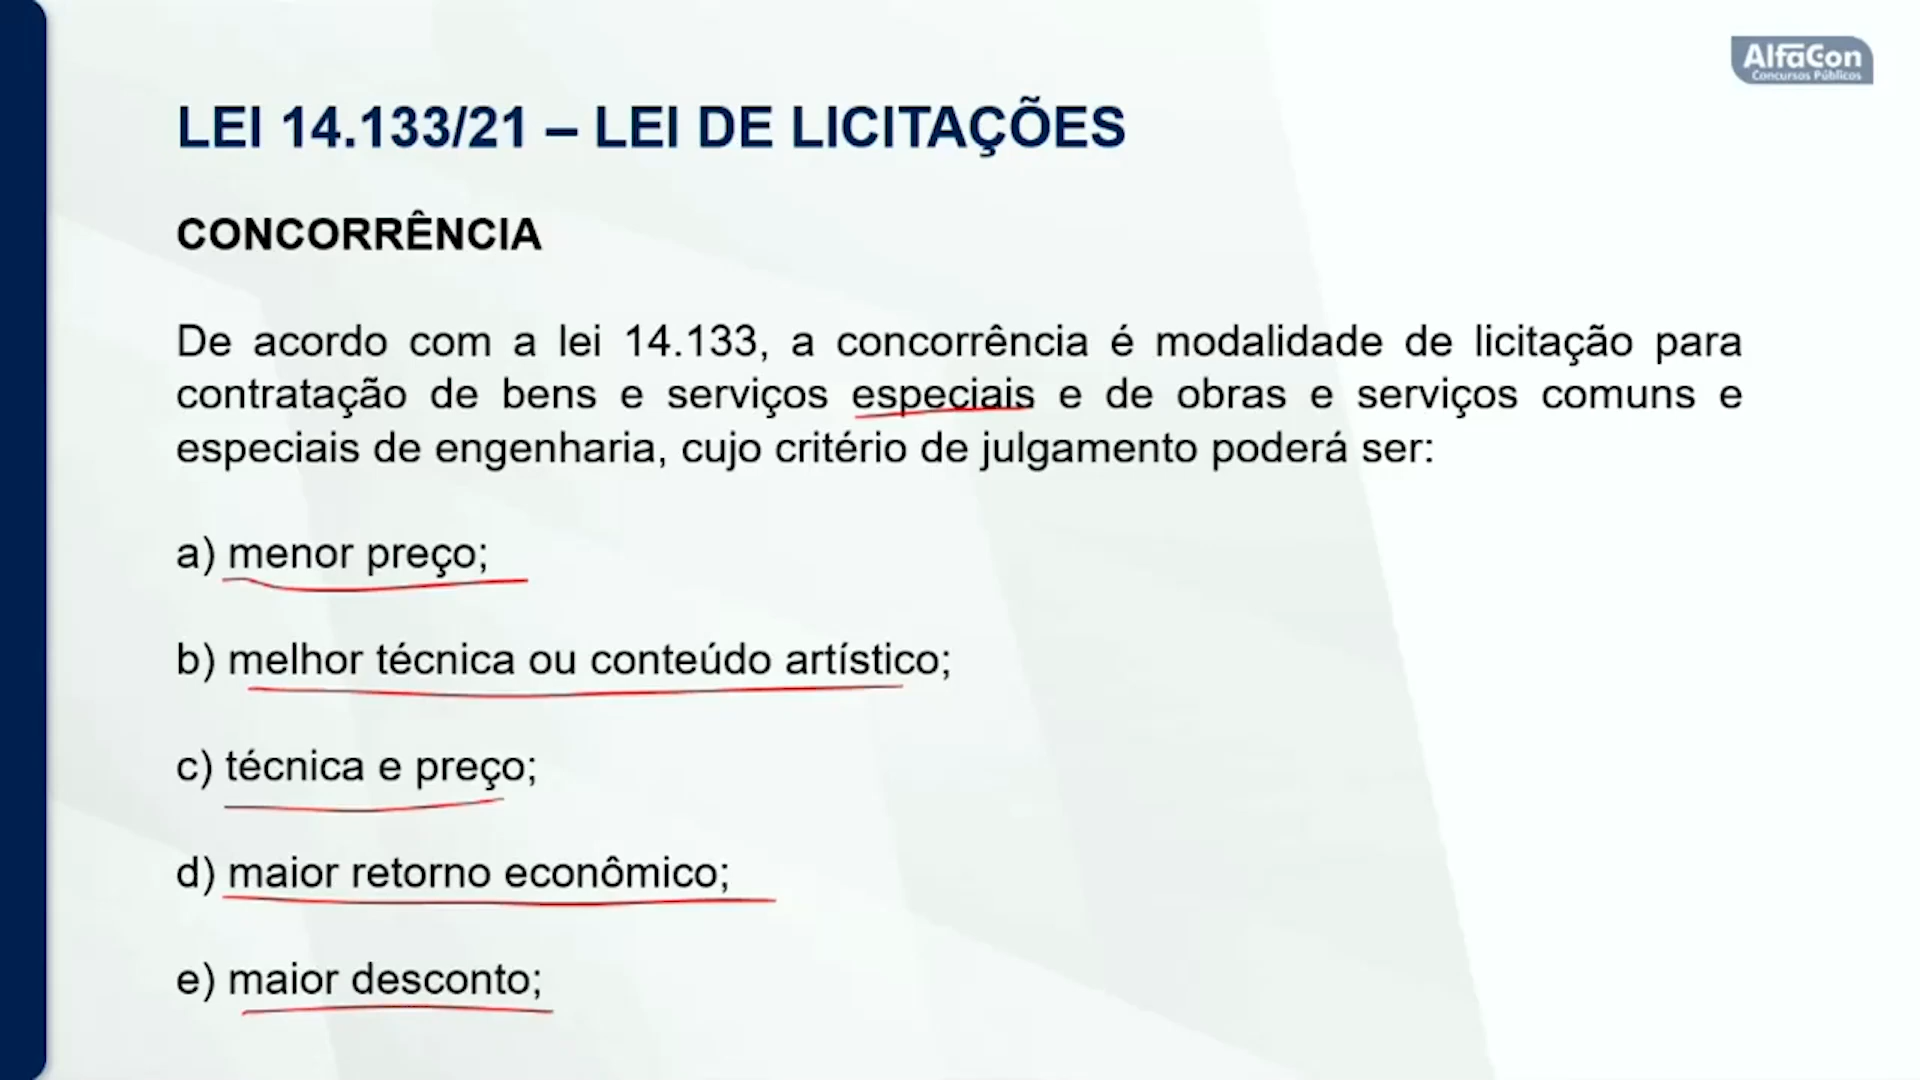 AlfaCon
Concursos Públicos
LEI 14.133/21 – LEI DE LICITAÇÕES
CONCORRÊNCIA
De acordo com a lei 14.133, a concorrência é modalidade de licitação para
contratação de bens e serviços especiais e de obras e serviços comuns e
especiais de engenharia, cujo critério de julgamento poderá ser:
a) menor preço;
b) melhor técnica ou conteúdo artístico;
c) técnica e preço;
d) maior retorno econômico;
e) maior desconto;